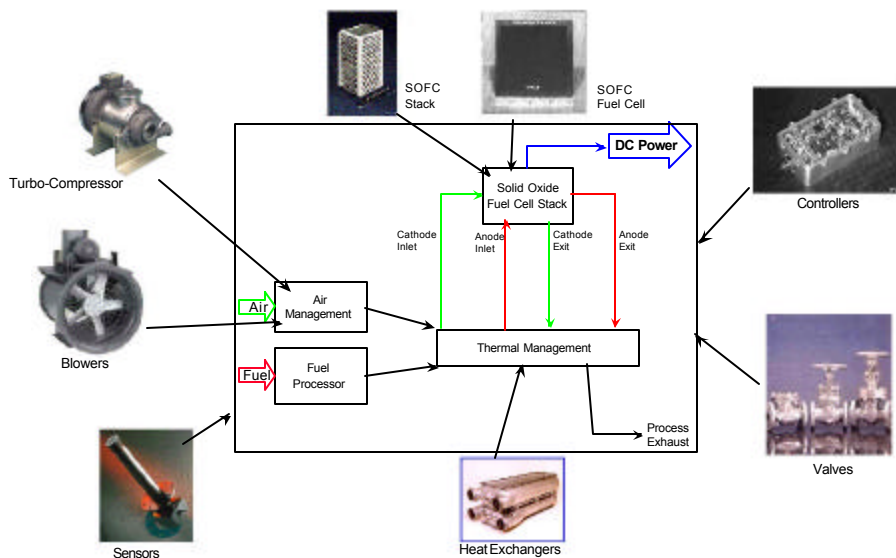 SOFC
Stack
SOFC
Fuel Cell
DC Power
Turbo-Compressor
Solid Oxide
Fuel Cell Stack
Controllers
Cathode
Inlet
Anode
Inlet
Cathode
Exit
Anode
Exit
Air
Air
Management
Blowers
Thermal Management
Fuel
Fuel
Processor
Process
Exhaust
Valves
Sensors
Heat Exchangers